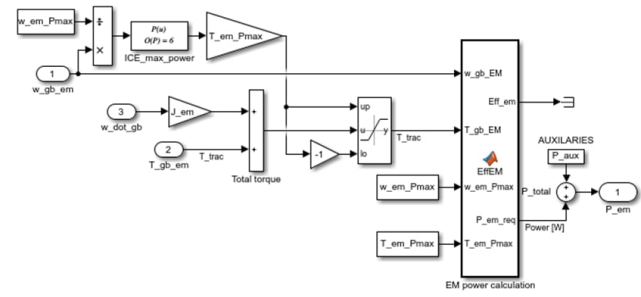 w_em_Pmax
÷
×
P(u)
O(P) = 6
ICE_max_power
T_em_Pmax
1
w_gb_em
3
w_dot_gb
J_em
2
T_gb_em
T_trac
+
+
Total torque
-1
up
u
y
lo
T_trac
w_em_Pmax
T_em_Pmax
w_gb_EM
T_gb_EM
w_em_Pmax
T_em_Pmax
EffEM
Eff_em
P_em_req
EM power calculation
AUXILARIES
P_aux
P_total
+
+
Power [W]
1
P_em